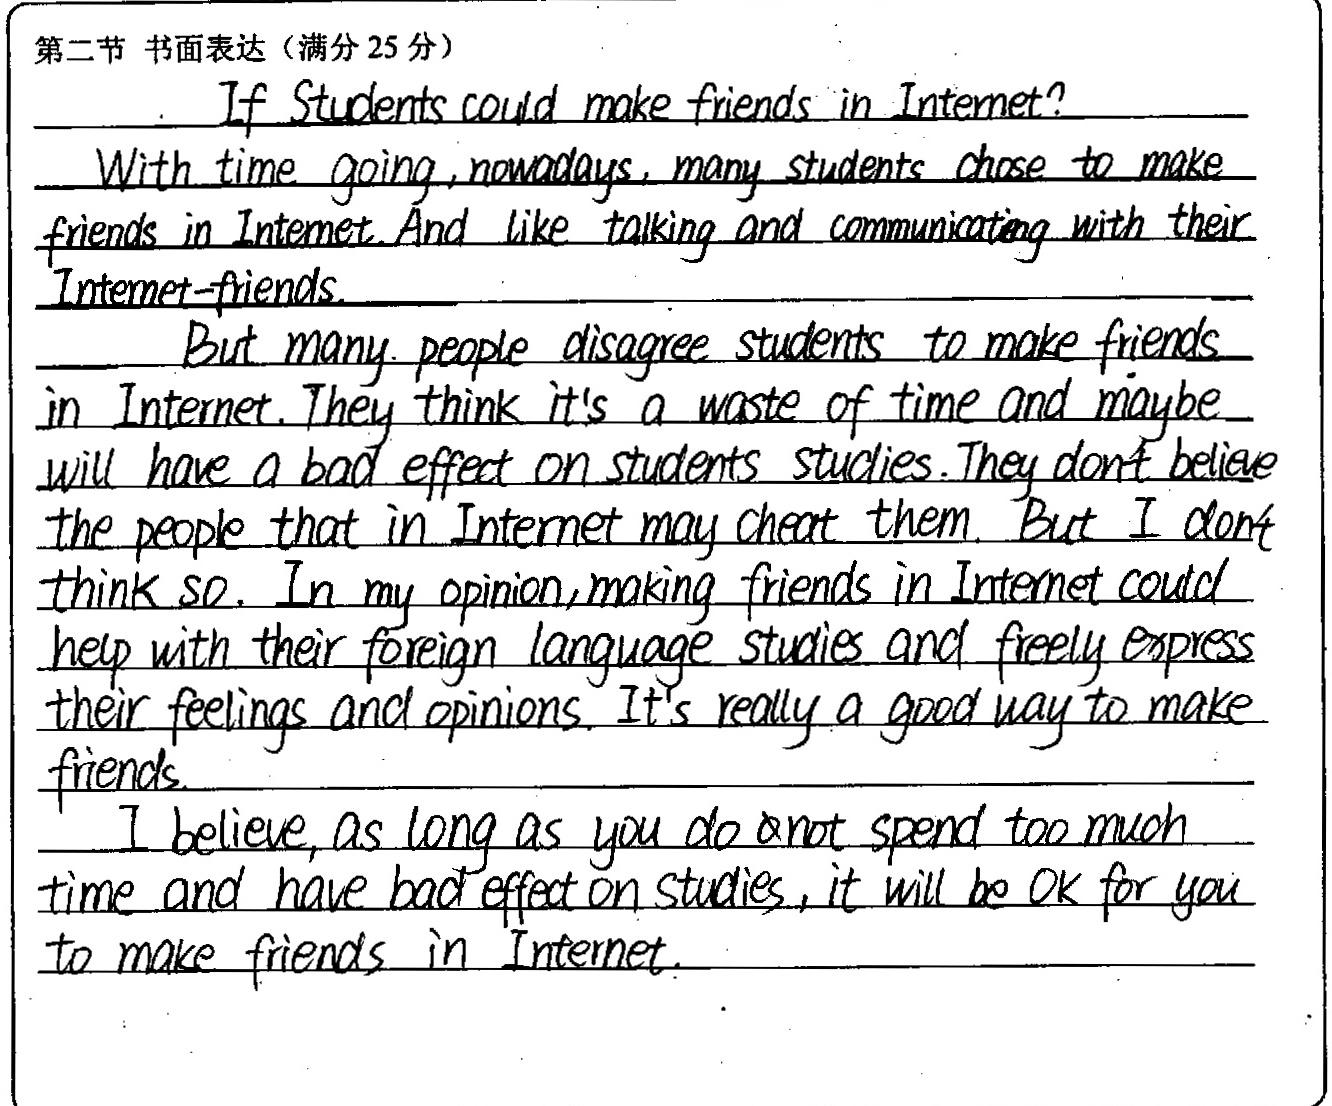 第二节 书面表达（满分 25 分）
If Students could make friends in Internet?
With time going, nowadays, many students chose to make
friends in Internet. And like talking and communicating with their
Internet-friends.
But many people disagree students to make friends
in Internet. They think it's a waste of time and maybe
will have a bad effect on students studies. They don't believe
the people that in Internet may cheat them. But I don't
think so. In my opinion, making friends in Internet could
help with their foreign language studies and freely express
their feelings and opinions. It's really a good way to make
friends.
I believe, as long as you do not spend too much
time and have bad effect on studies, it will be OK for you
to make friends in Internet.